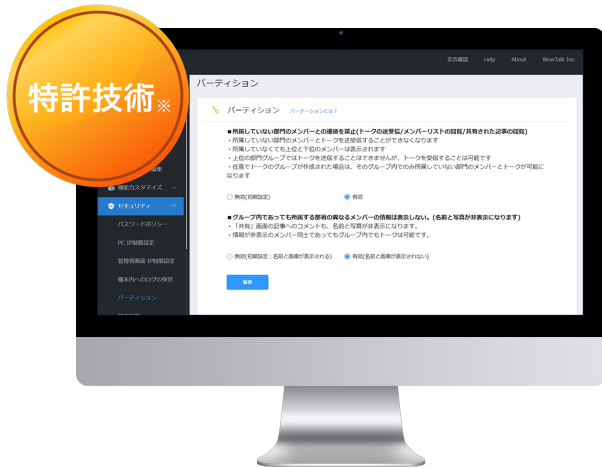 特許技術※
安否確認 Help About WowTalk Inc.
パーティション
パーティション パーテーションとは?
■所属していない部門のメンバーとの連絡を禁止(トークの送受信/メンバーリストの閲覧/共有された記事の閲覧)
・所属していない部門のメンバーとトークを送受信することができなくなります
・所属していなくても上位と下位のメンバーは表示されます
・上位の部門グループではトークを送信することはできませんが、トークを受信することは可能です
・任意でトークのグループが作成された場合は、そのグループ内でのみ所属していない部門のメンバーとトークが可能に
なります
無効(初期設定) 有効
■グループ内であっても所属する部署の異なるメンバーの情報は表示しない。(名前と写真が非表示になります)
・「共有」画面の記事へのコメントも、名前と写真が非表示になります。
・情報が非表示のメンバー同士であってもグループ内でもトークは可能です。
無効(初期設定:名前と画像が表示される) 有効(名前と画像が表示されない)
保存
集
機能カスタマイズ
セキュリティ
パスワードポリシー
PC IP制限設定
管理者画面 IP制限設定
端末内へのログの保存
パーティション